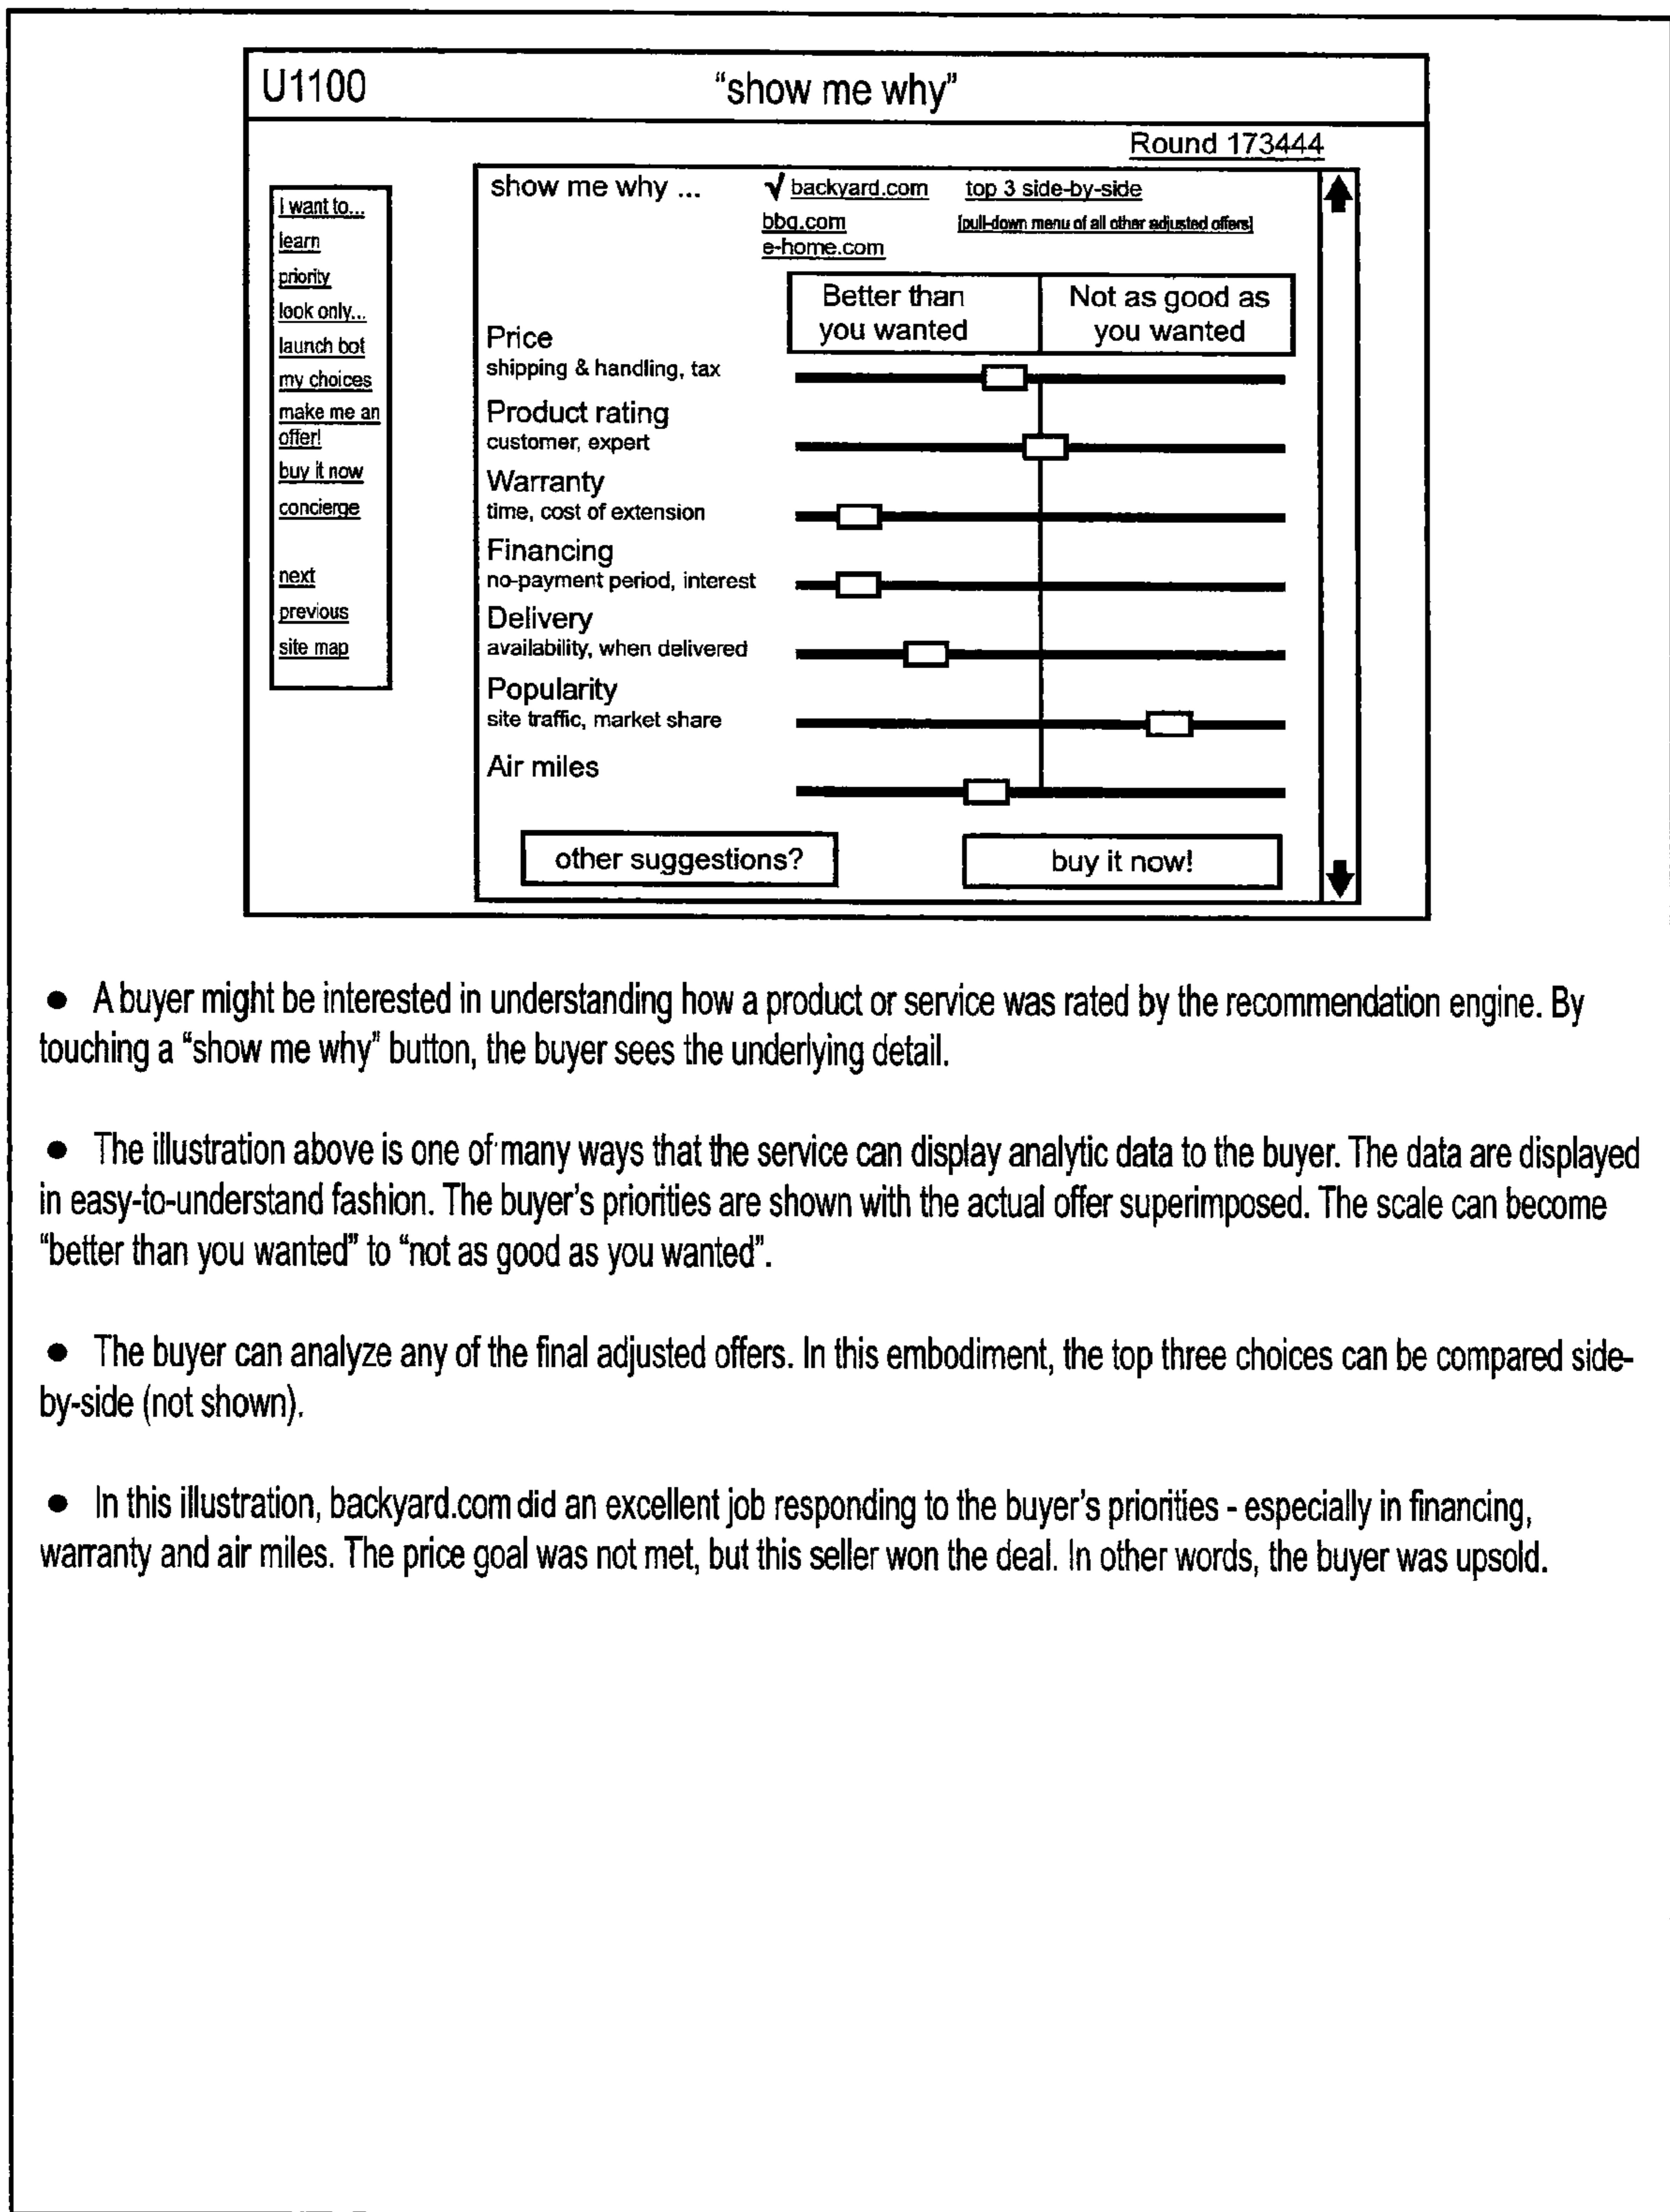 U1100
“show me why”
Round 173444
I want to...
learn
priority
look only...
launch bot
my choices
make me an
offer!
buy it now
concierge
next
previous
site map
show me why ...
√ backyard.com
top 3 side-by-side
bbq.com
[pull-down menu of all other adjusted offers]
e-home.com
Better than
you wanted
Not as good as
you wanted
Price
shipping & handling, tax
Product rating
customer, expert
Warranty
time, cost of extension
Financing
no-payment period, interest
Delivery
availability, when delivered
Popularity
site traffic, market share
Air miles
other suggestions?
buy it now!
● A buyer might be interested in understanding how a product or service was rated by the recommendation engine. By
touching a “show me why” button, the buyer sees the underlying detail.
● The illustration above is one of many ways that the service can display analytic data to the buyer. The data are displayed
in easy-to-understand fashion. The buyer's priorities are shown with the actual offer superimposed. The scale can become
“better than you wanted” to “not as good as you wanted”.
● The buyer can analyze any of the final adjusted offers. In this embodiment, the top three choices can be compared side-
by-side (not shown).
● In this illustration, backyard.com did an excellent job responding to the buyer's priorities - especially in financing,
warranty and air miles. The price goal was not met, but this seller won the deal. In other words, the buyer was upsold.